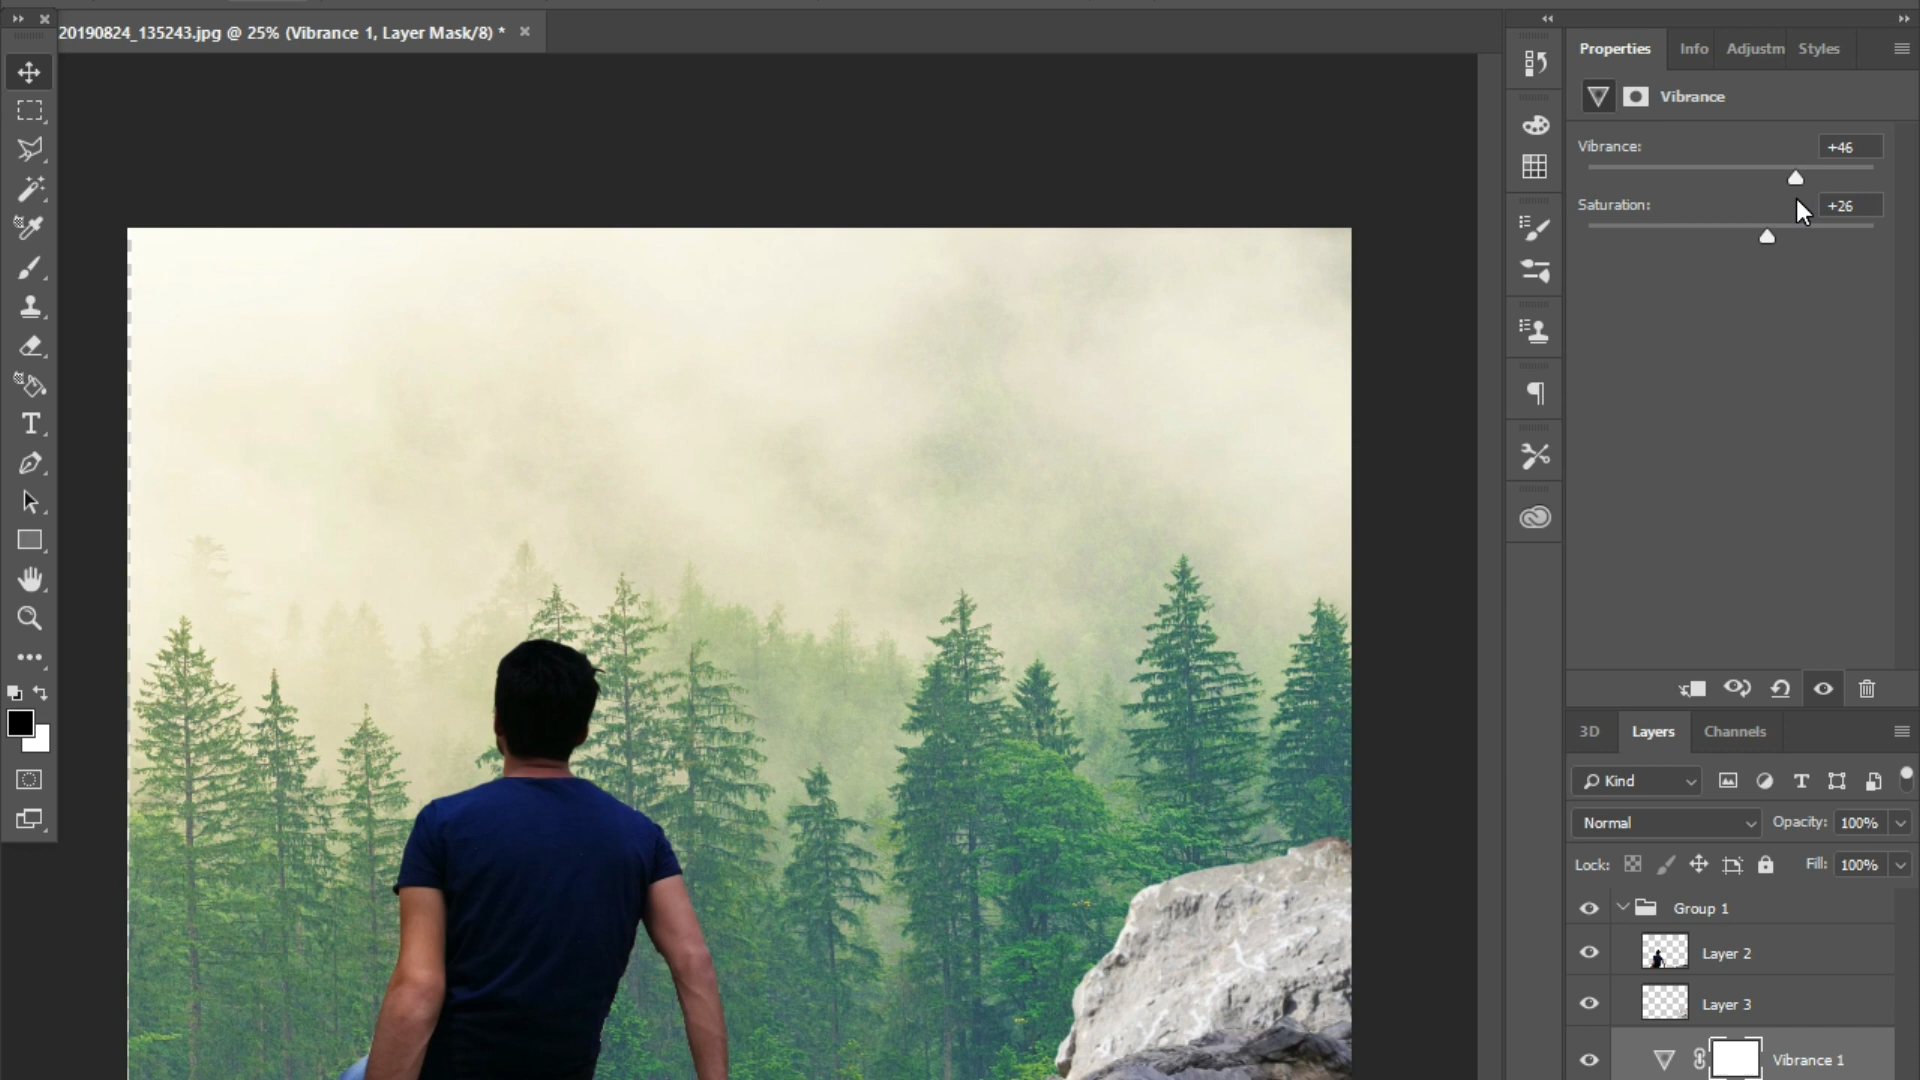 20190824_135243.jpg @ 25% (Vibrance 1, Layer Mask/8) *
Properties
Info
Adjustm
Styles
Vibrance
Vibrance:
+46
Saturation:
+26
3D
Layers
Channels
Kind
Normal
Opacity:
100%
Lock:
Fill:
100%
Group 1
Layer 2
Layer 3
Vibrance 1